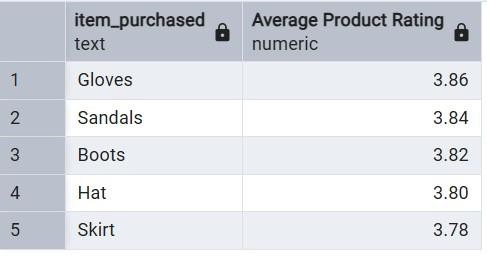 item_purchased Average Product Rating
text numeric
1 Gloves 3.86
2 Sandals 3.84
3 Boots 3.82
4 Hat 3.80
5 Skirt 3.78